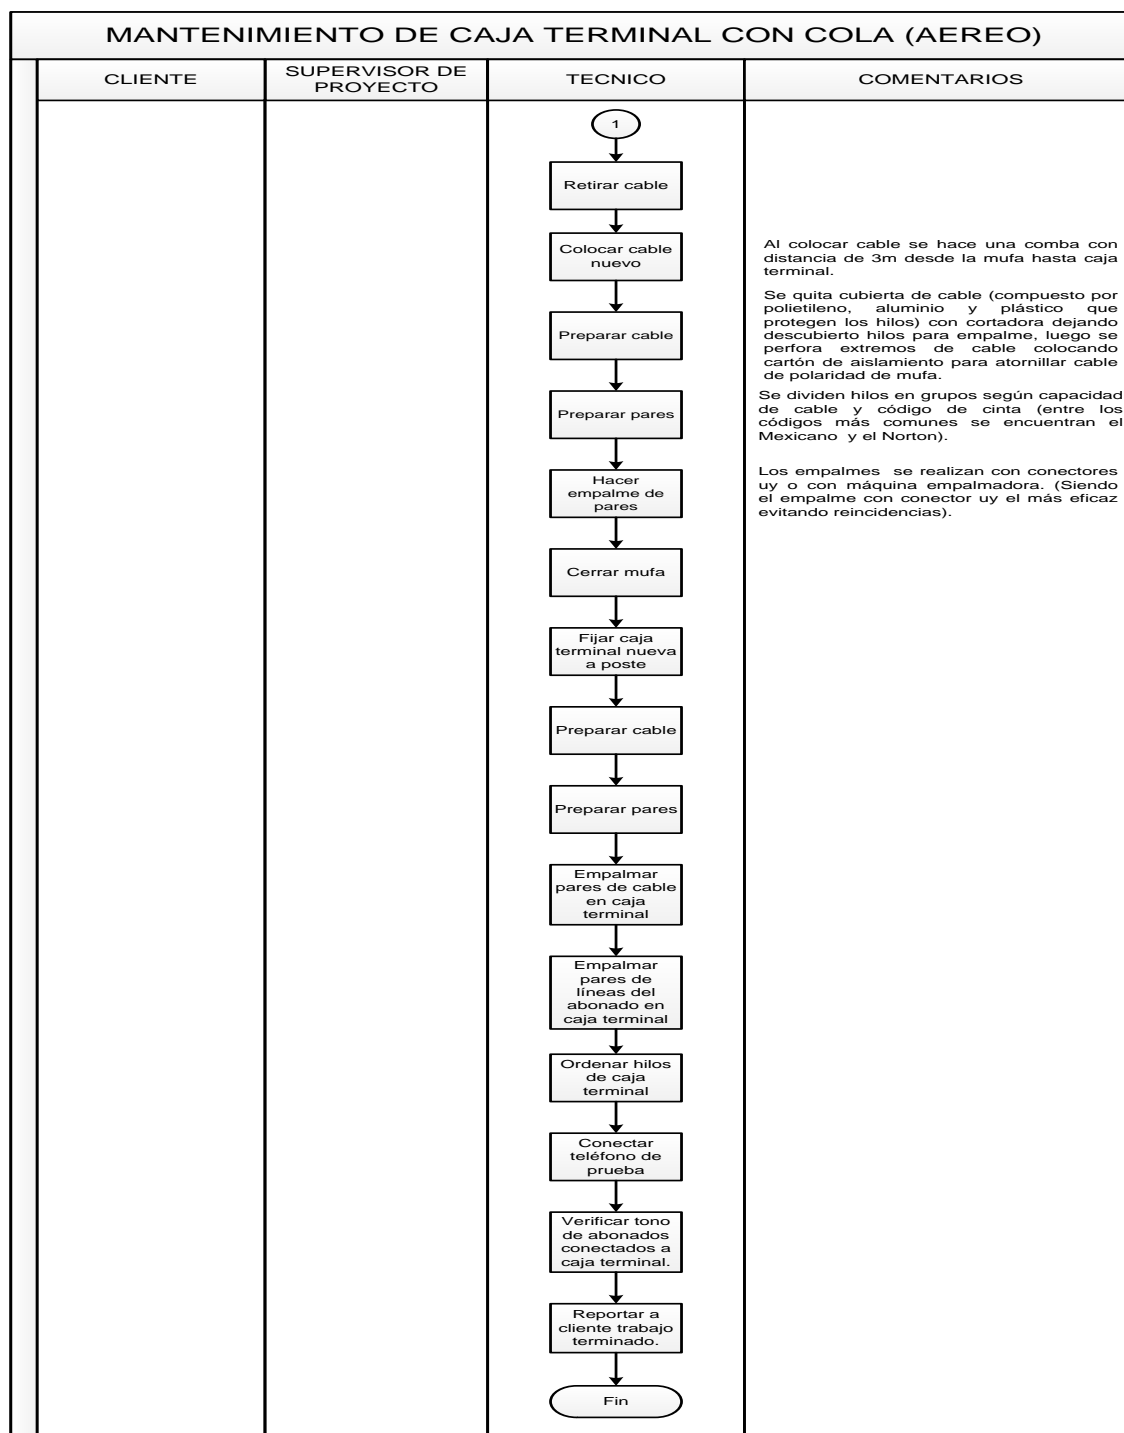 MANTENIMIENTO DE CAJA TERMINAL CON COLA (AEREO)
CLIENTE
SUPERVISOR DE
PROYECTO
TECNICO
COMENTARIOS
1
Retirar cable
Colocar cable
nuevo
Al colocar cable se hace una comba con
distancia de 3m desde la mufa hasta caja
terminal.
Preparar cable
Se quita cubierta de cable (compuesto por
polietileno, aluminio y plástico que
protegen los hilos) con cortadora dejando
descubierto hilos para empalme, luego se
perfora extremos de cable colocando
cartón de aislamiento para atornillar cable
de polaridad de mufa.
Preparar pares
Se dividen hilos en grupos según capacidad
de cable y código de cinta (entre los
códigos más comunes se encuentran el
Mexicano y el Norton).
Hacer
empalme de
pares
Los empalmes se realizan con conectores
uy o con máquina empalmadora. (Siendo
el empalme con conector uy el más eficaz
evitando reincidencias).
Cerrar mufa
Fijar caja
terminal nueva
a poste
Preparar cable
Preparar pares
Empalmar
pares de cable
en caja
terminal
Empalmar
pares de
líneas del
abonado en
caja terminal
Ordenar hilos
de caja
terminal
Conectar
teléfono de
prueba
Verificar tono
de abonados
conectados a
caja terminal.
Reportar a
cliente trabajo
terminado.
Fin